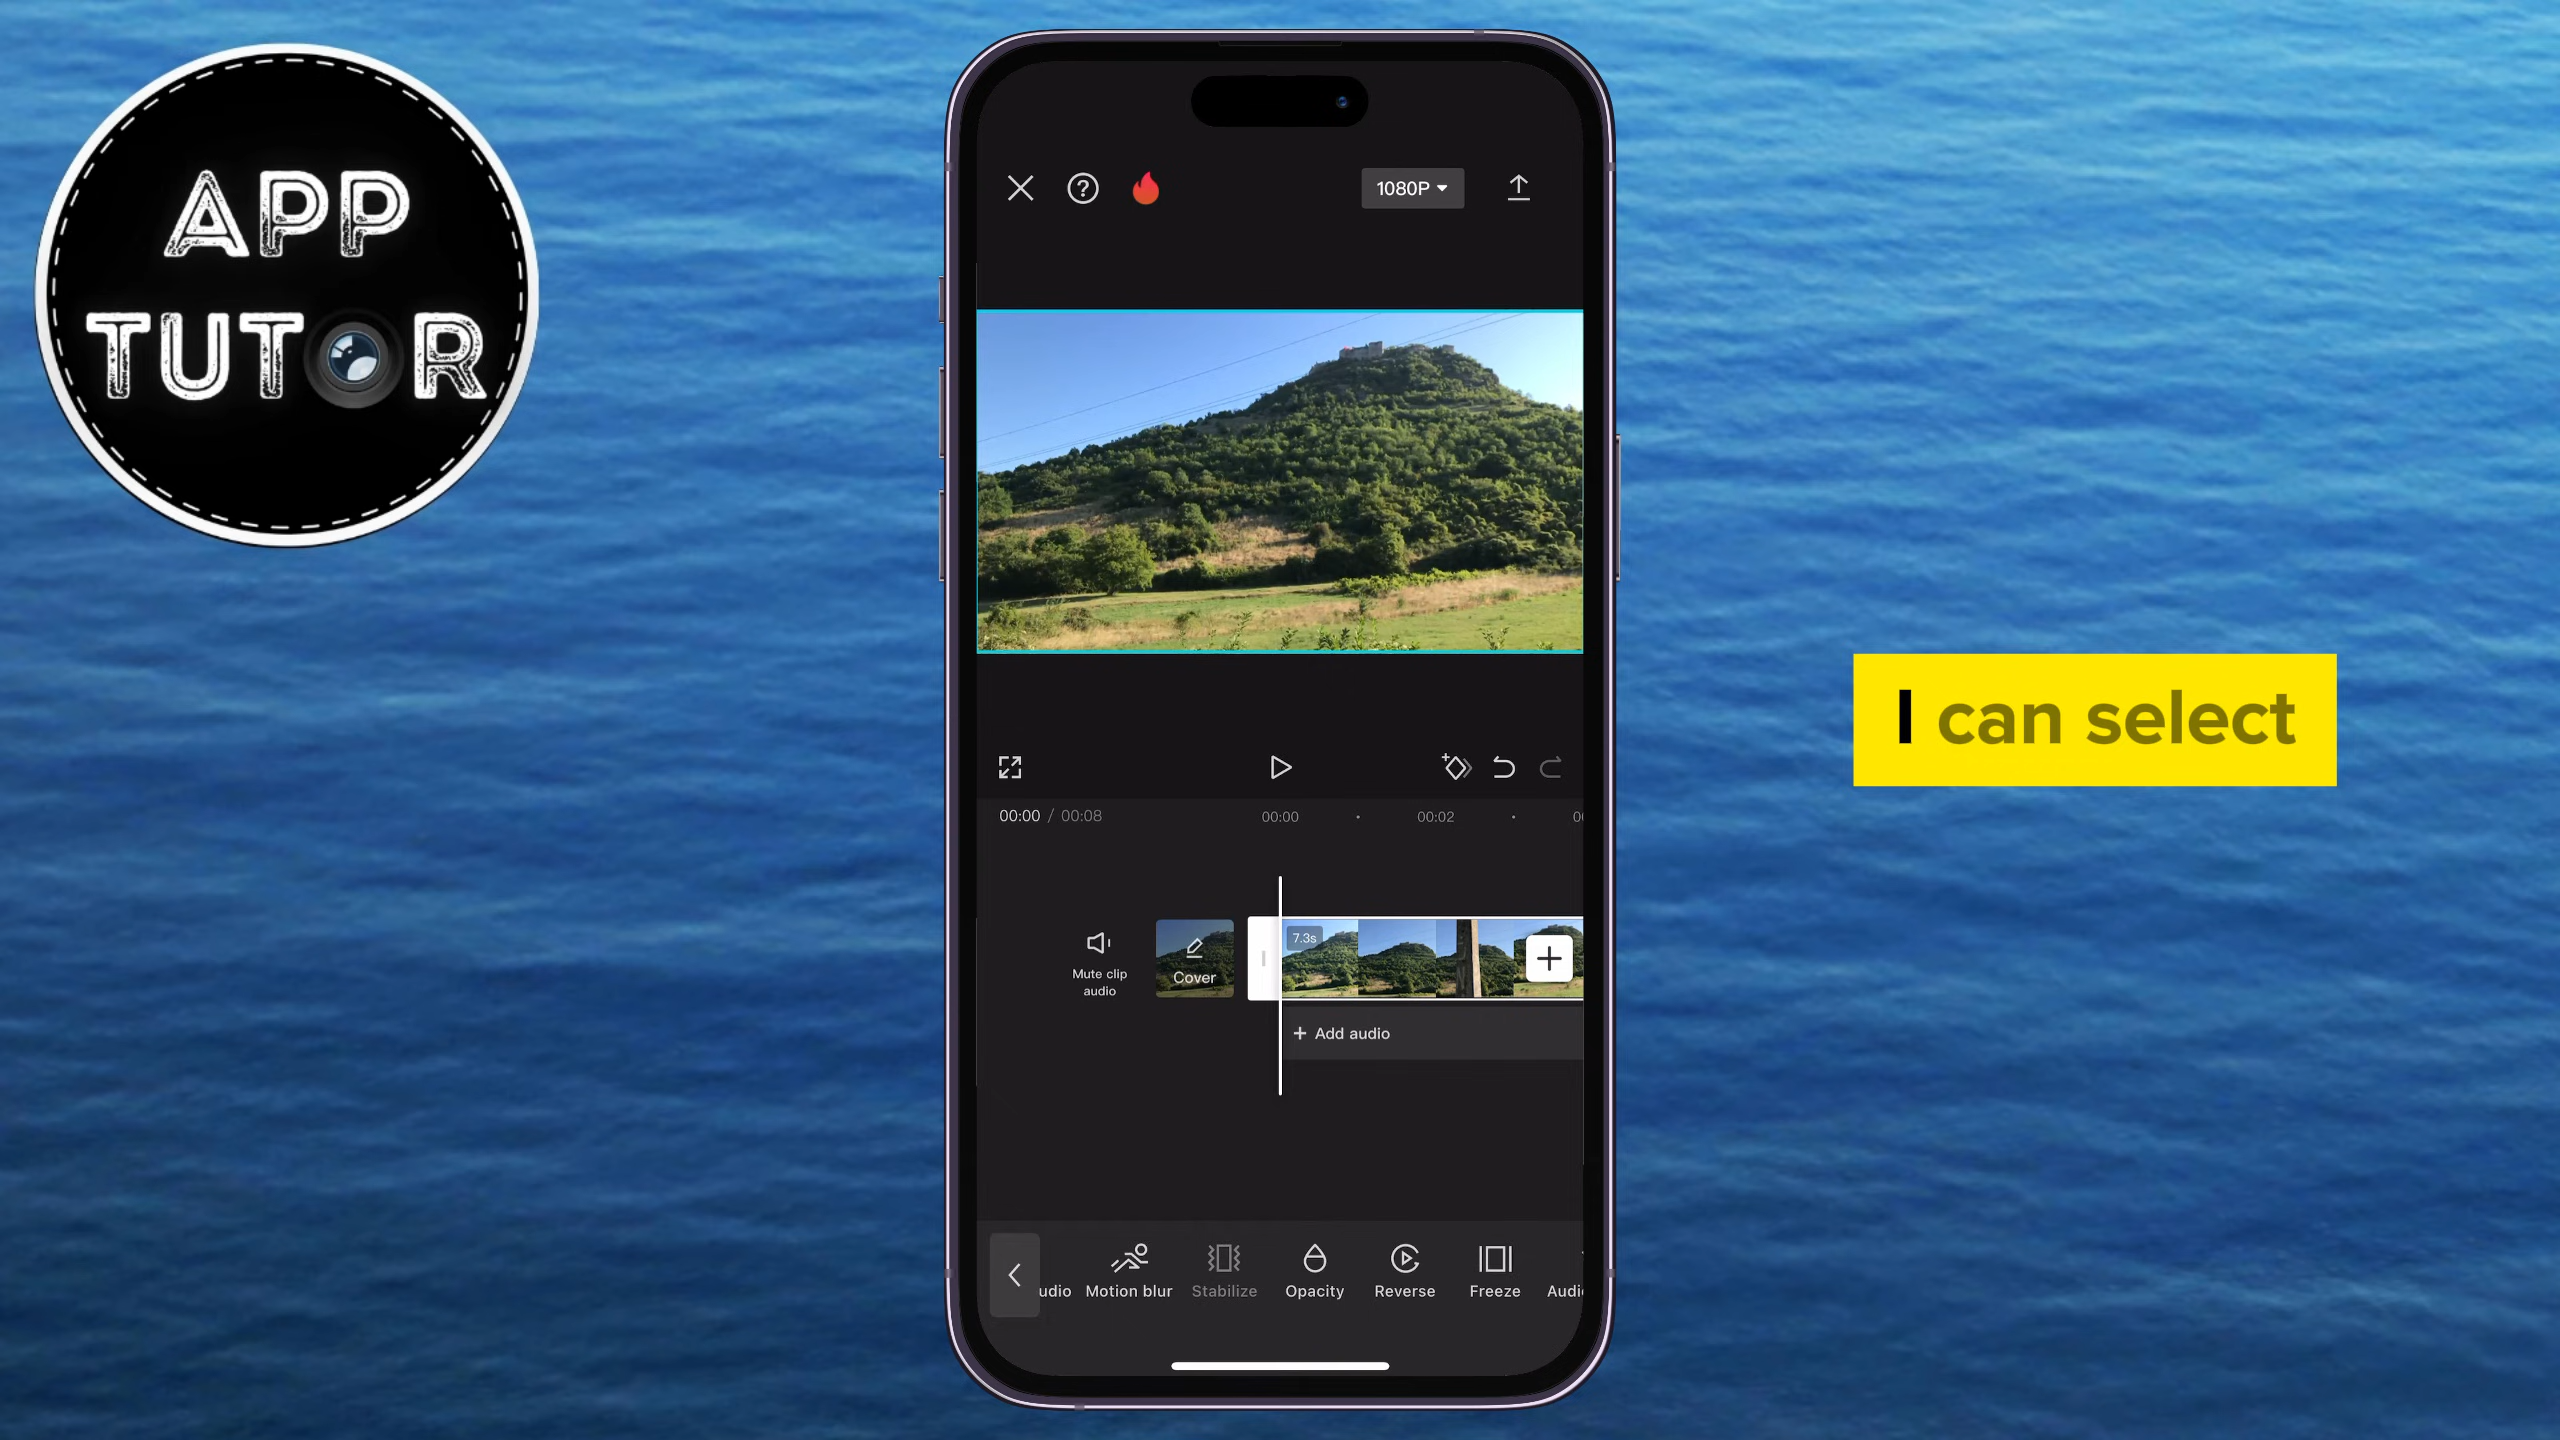 APP
TUTOR
?
1080P
I can select
00:00 / 00:08
00:00
00:02
7.3s
Mute clip
audio
Cover
+ Add audio
udio
Motion blur
Stabilize
Opacity
Reverse
Freeze
Audi